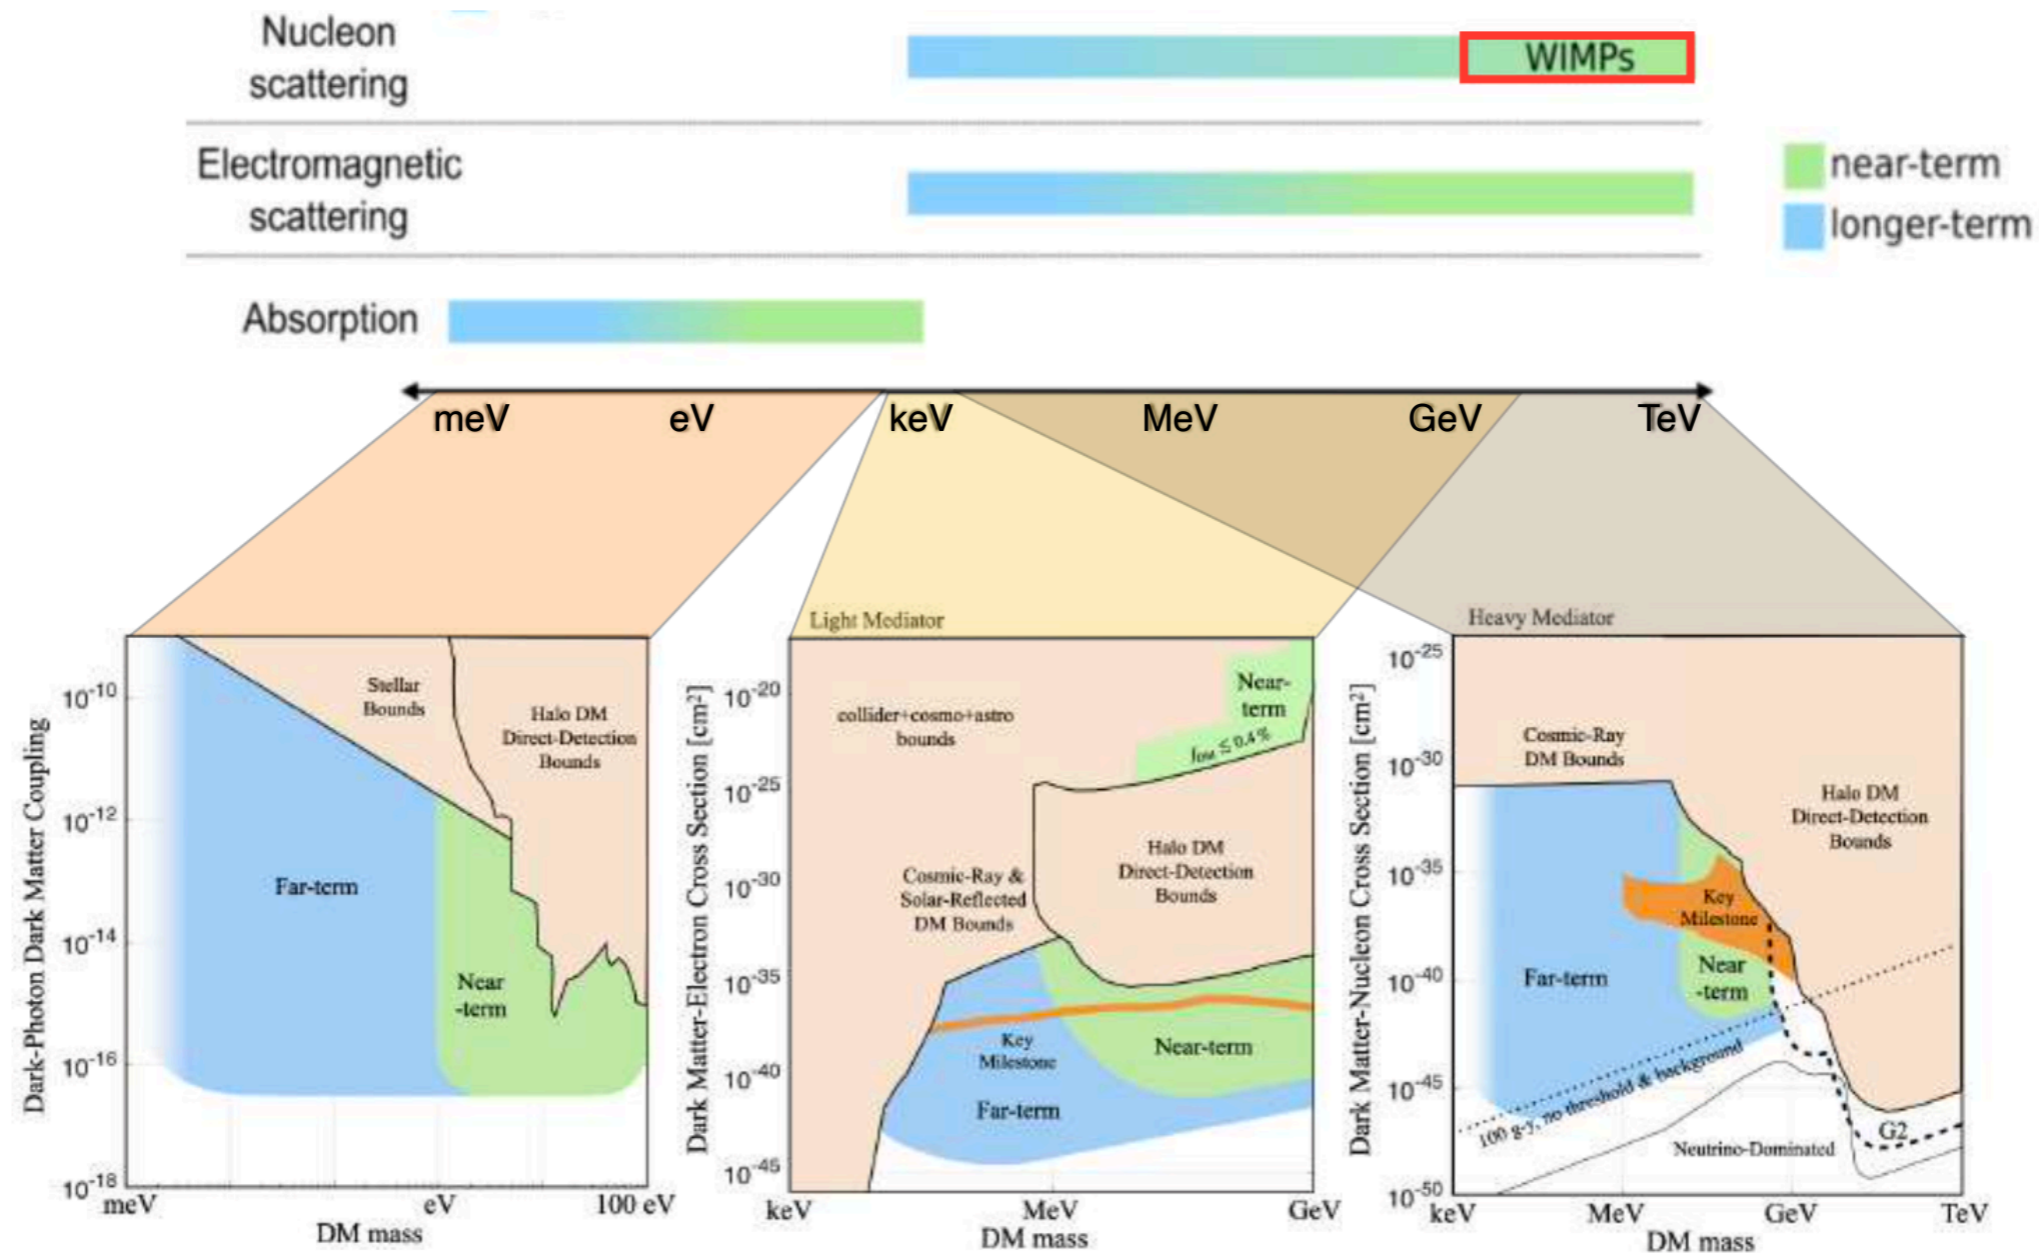 Nucleon
scattering
WIMPs
Electromagnetic
scattering
near-term
longer-term
Absorption
meV eV keV MeV GeV TeV
Dark-Photon Dark Matter Coupling
10-10
10-12
10-14
10-16
10-18
Stellar
Bounds
Halo DM
Direct-Detection
Bounds
Far-term
Near
-term
meV eV 100 eV
DM mass
Light Mediator
Dark Matter-Electron Cross Section [cm2]
10-20
10-25
10-30
10-35
10-40
10-45
collider+cosmo+astro
bounds
Near-
term
fDM ≤ 0.4 %
Halo DM
Direct-Detection
Bounds
Cosmic-Ray &
Solar-Reflected
DM Bounds
Key
Milestone
Near-term
Far-term
keV MeV GeV
DM mass
Heavy Mediator
Dark Matter-Nucleon Cross Section [cm2]
10-25
10-30
10-35
10-40
10-45
10-50
Cosmic-Ray
DM Bounds
Halo DM
Direct-Detection
Bounds
Key
Milestone
Far-term
Near
-term
100 g-y, no threshold & background
G2
Neutrino-Dominated
keV MeV GeV TeV
DM mass